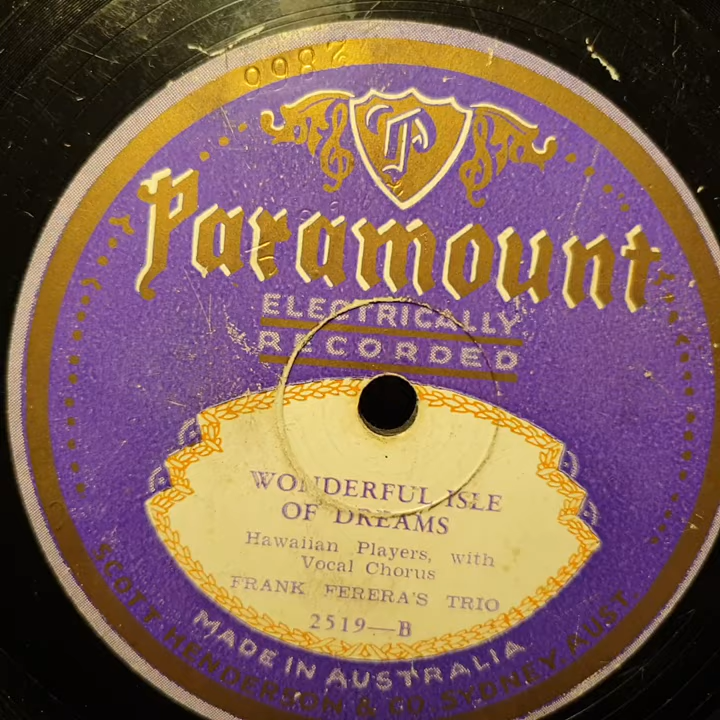 2800
P
Paramount
ELECTRICALLY
RECORDED
WONDERFUL ISLE
OF DREAMS
Hawaiian Players, with
Vocal Chorus
FRANK FERERA'S TRIO
2519—B
MADE IN AUSTRALIA
SCOTT HENDERSON & CO. SYDNEY AUST.